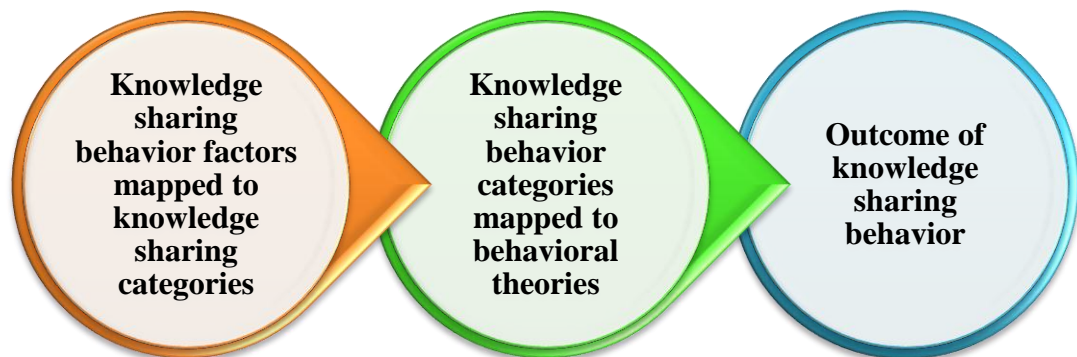 Knowledge
sharing
behavior factors
mapped to
knowledge
sharing
categories
Knowledge
sharing
behavior
categories
mapped to
behavioral
theories
Outcome of
knowledge
sharing
behavior